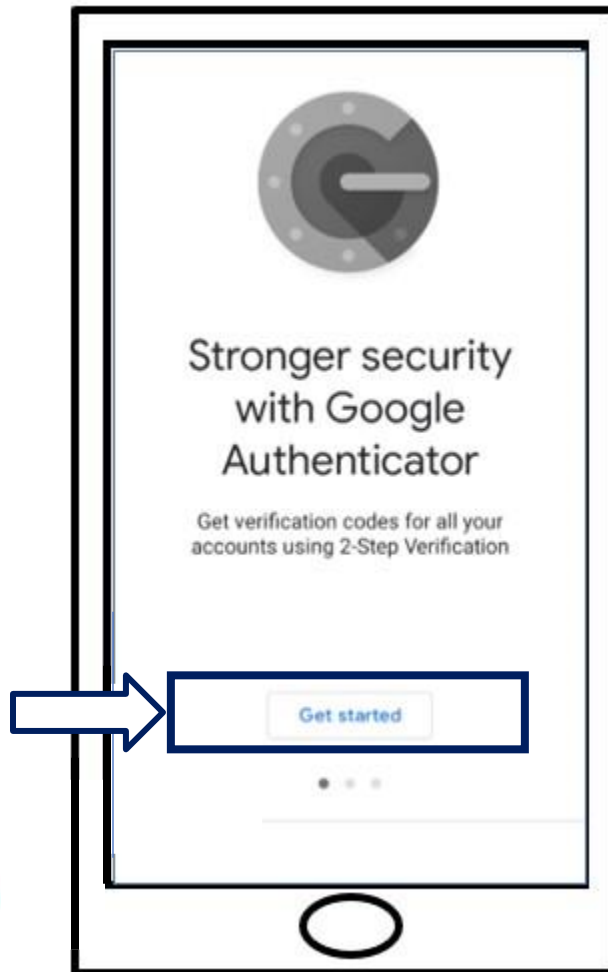 Stronger security
with Google
Authenticator
Get verification codes for all your
accounts using 2-Step Verification
Get started